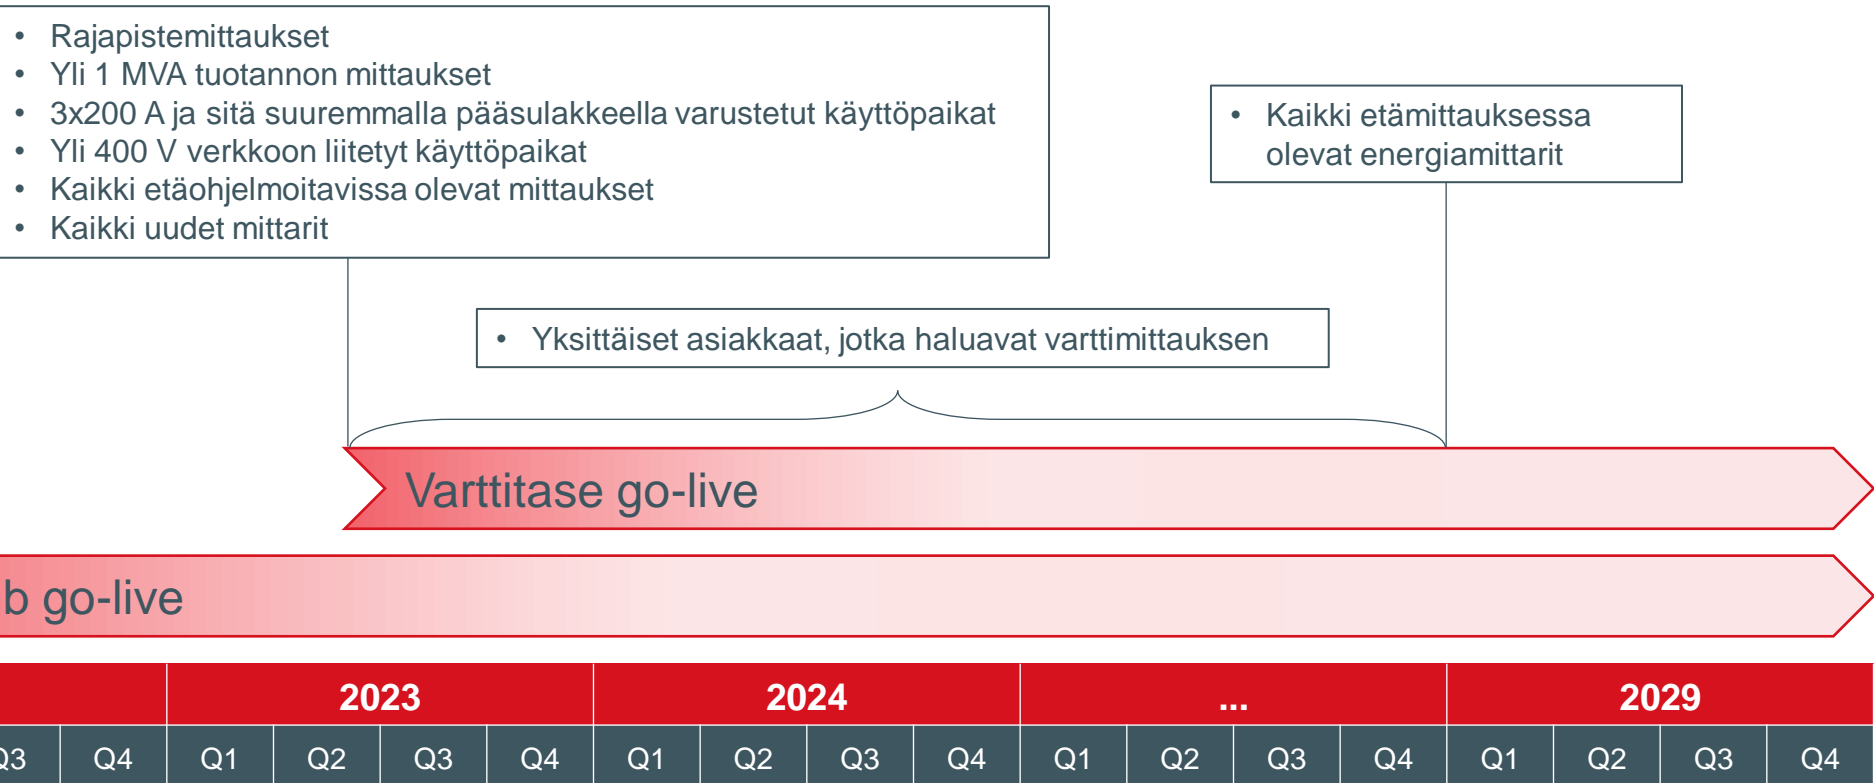 • Rajapistemittaukset
• Yli 1 MVA tuotannon mittaukset
• 3x200 A ja sitä suuremmalla pääsulakkeella varustetut käyttöpaikat
• Yli 400 V verkkoon liitetyt käyttöpaikat
• Kaikki etäohjelmoitavissa olevat mittaukset
• Kaikki uudet mittarit
• Kaikki etämittauksessa
olevat energiamittarit
• Yksittäiset asiakkaat, jotka haluavat varttimittauksen
Varttitase go-live
b go-live
2023 2024 ... 2029
Q3 Q4 Q1 Q2 Q3 Q4 Q1 Q2 Q3 Q4 Q1 Q2 Q3 Q4 Q1 Q2 Q3 Q4